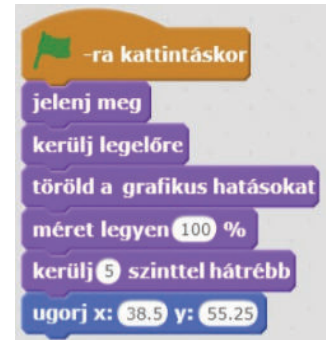 -ra kattintáskor
jelenj meg
kerülj legelőre
töröld a grafikus hatásokat
méret legyen 100 %
kerülj 5 szinttel hátrébb
ugorj x: 38.5 y: 55.25